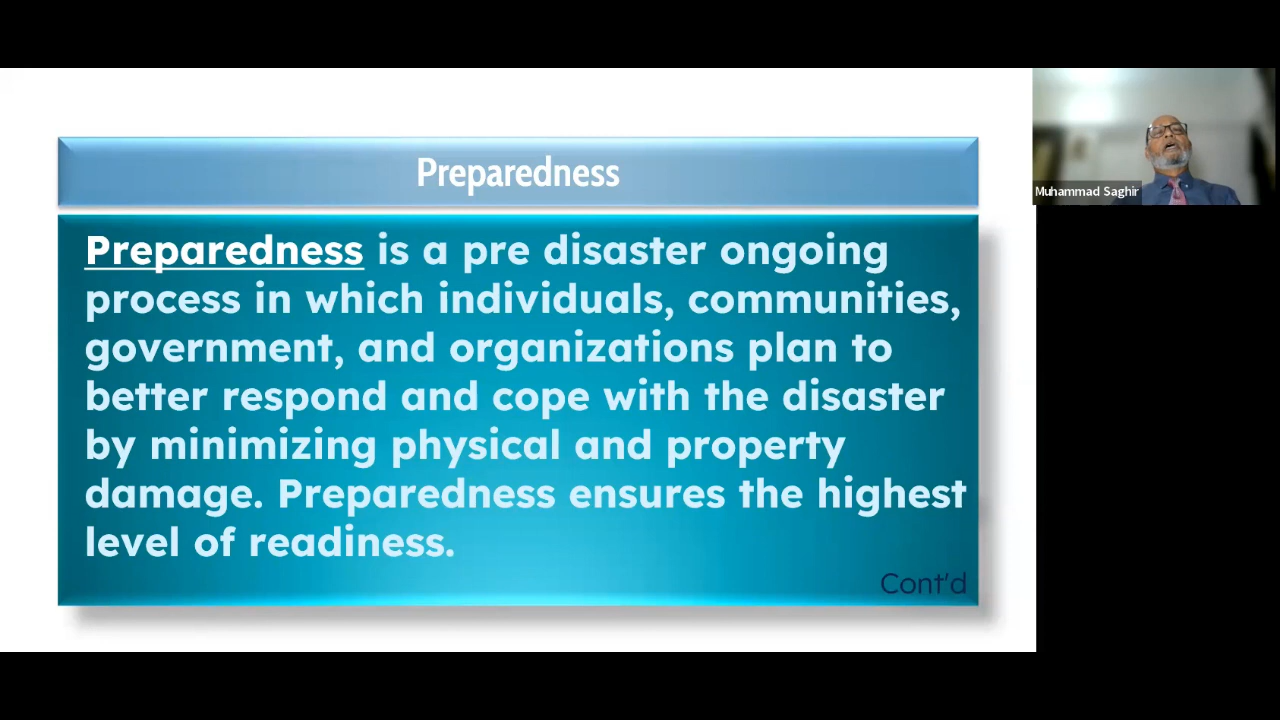 Preparedness
Preparedness is a pre disaster ongoing
process in which individuals, communities,
government, and organizations plan to
better respond and cope with the disaster
by minimizing physical and property
damage. Preparedness ensures the highest
level of readiness.
Cont'd
Muhammad Saghir